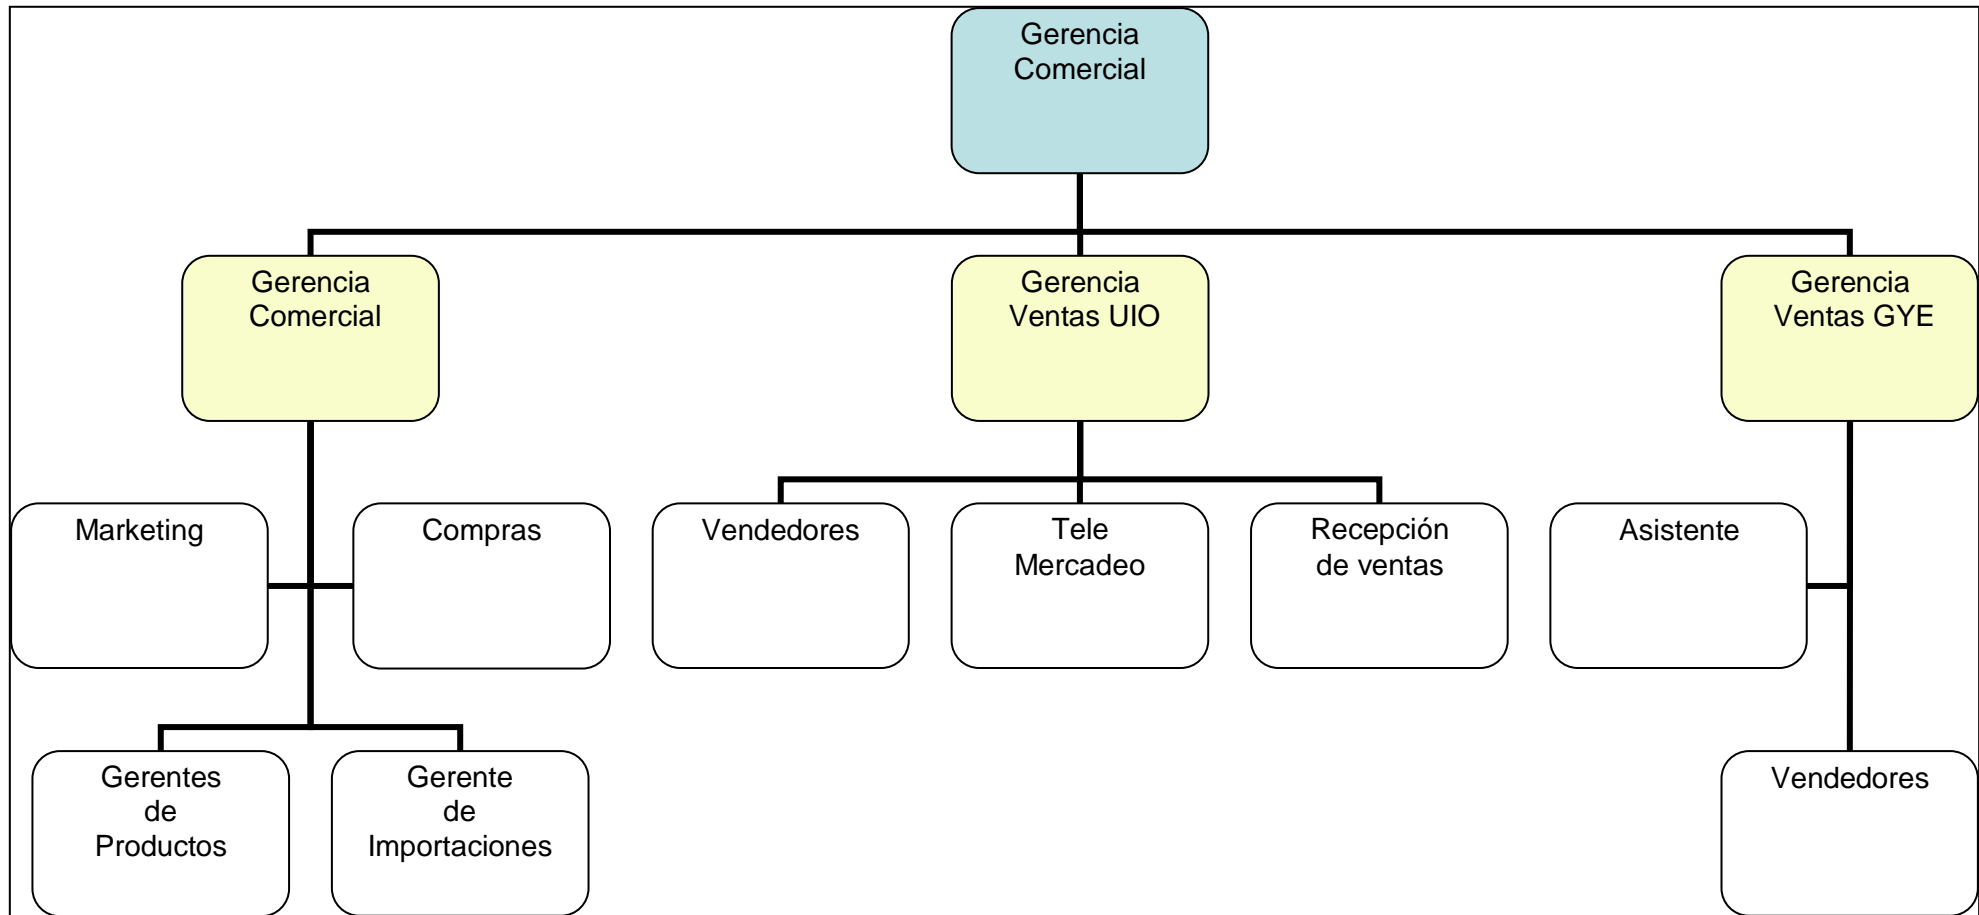 Gerencia
Comercial
Gerencia
Comercial
Gerencia
Ventas UIO
Gerencia
Ventas GYE
Marketing
Compras
Vendedores
Tele
Mercadeo
Recepción
de ventas
Asistente
Gerentes
de
Productos
Gerente
de
Importaciones
Vendedores